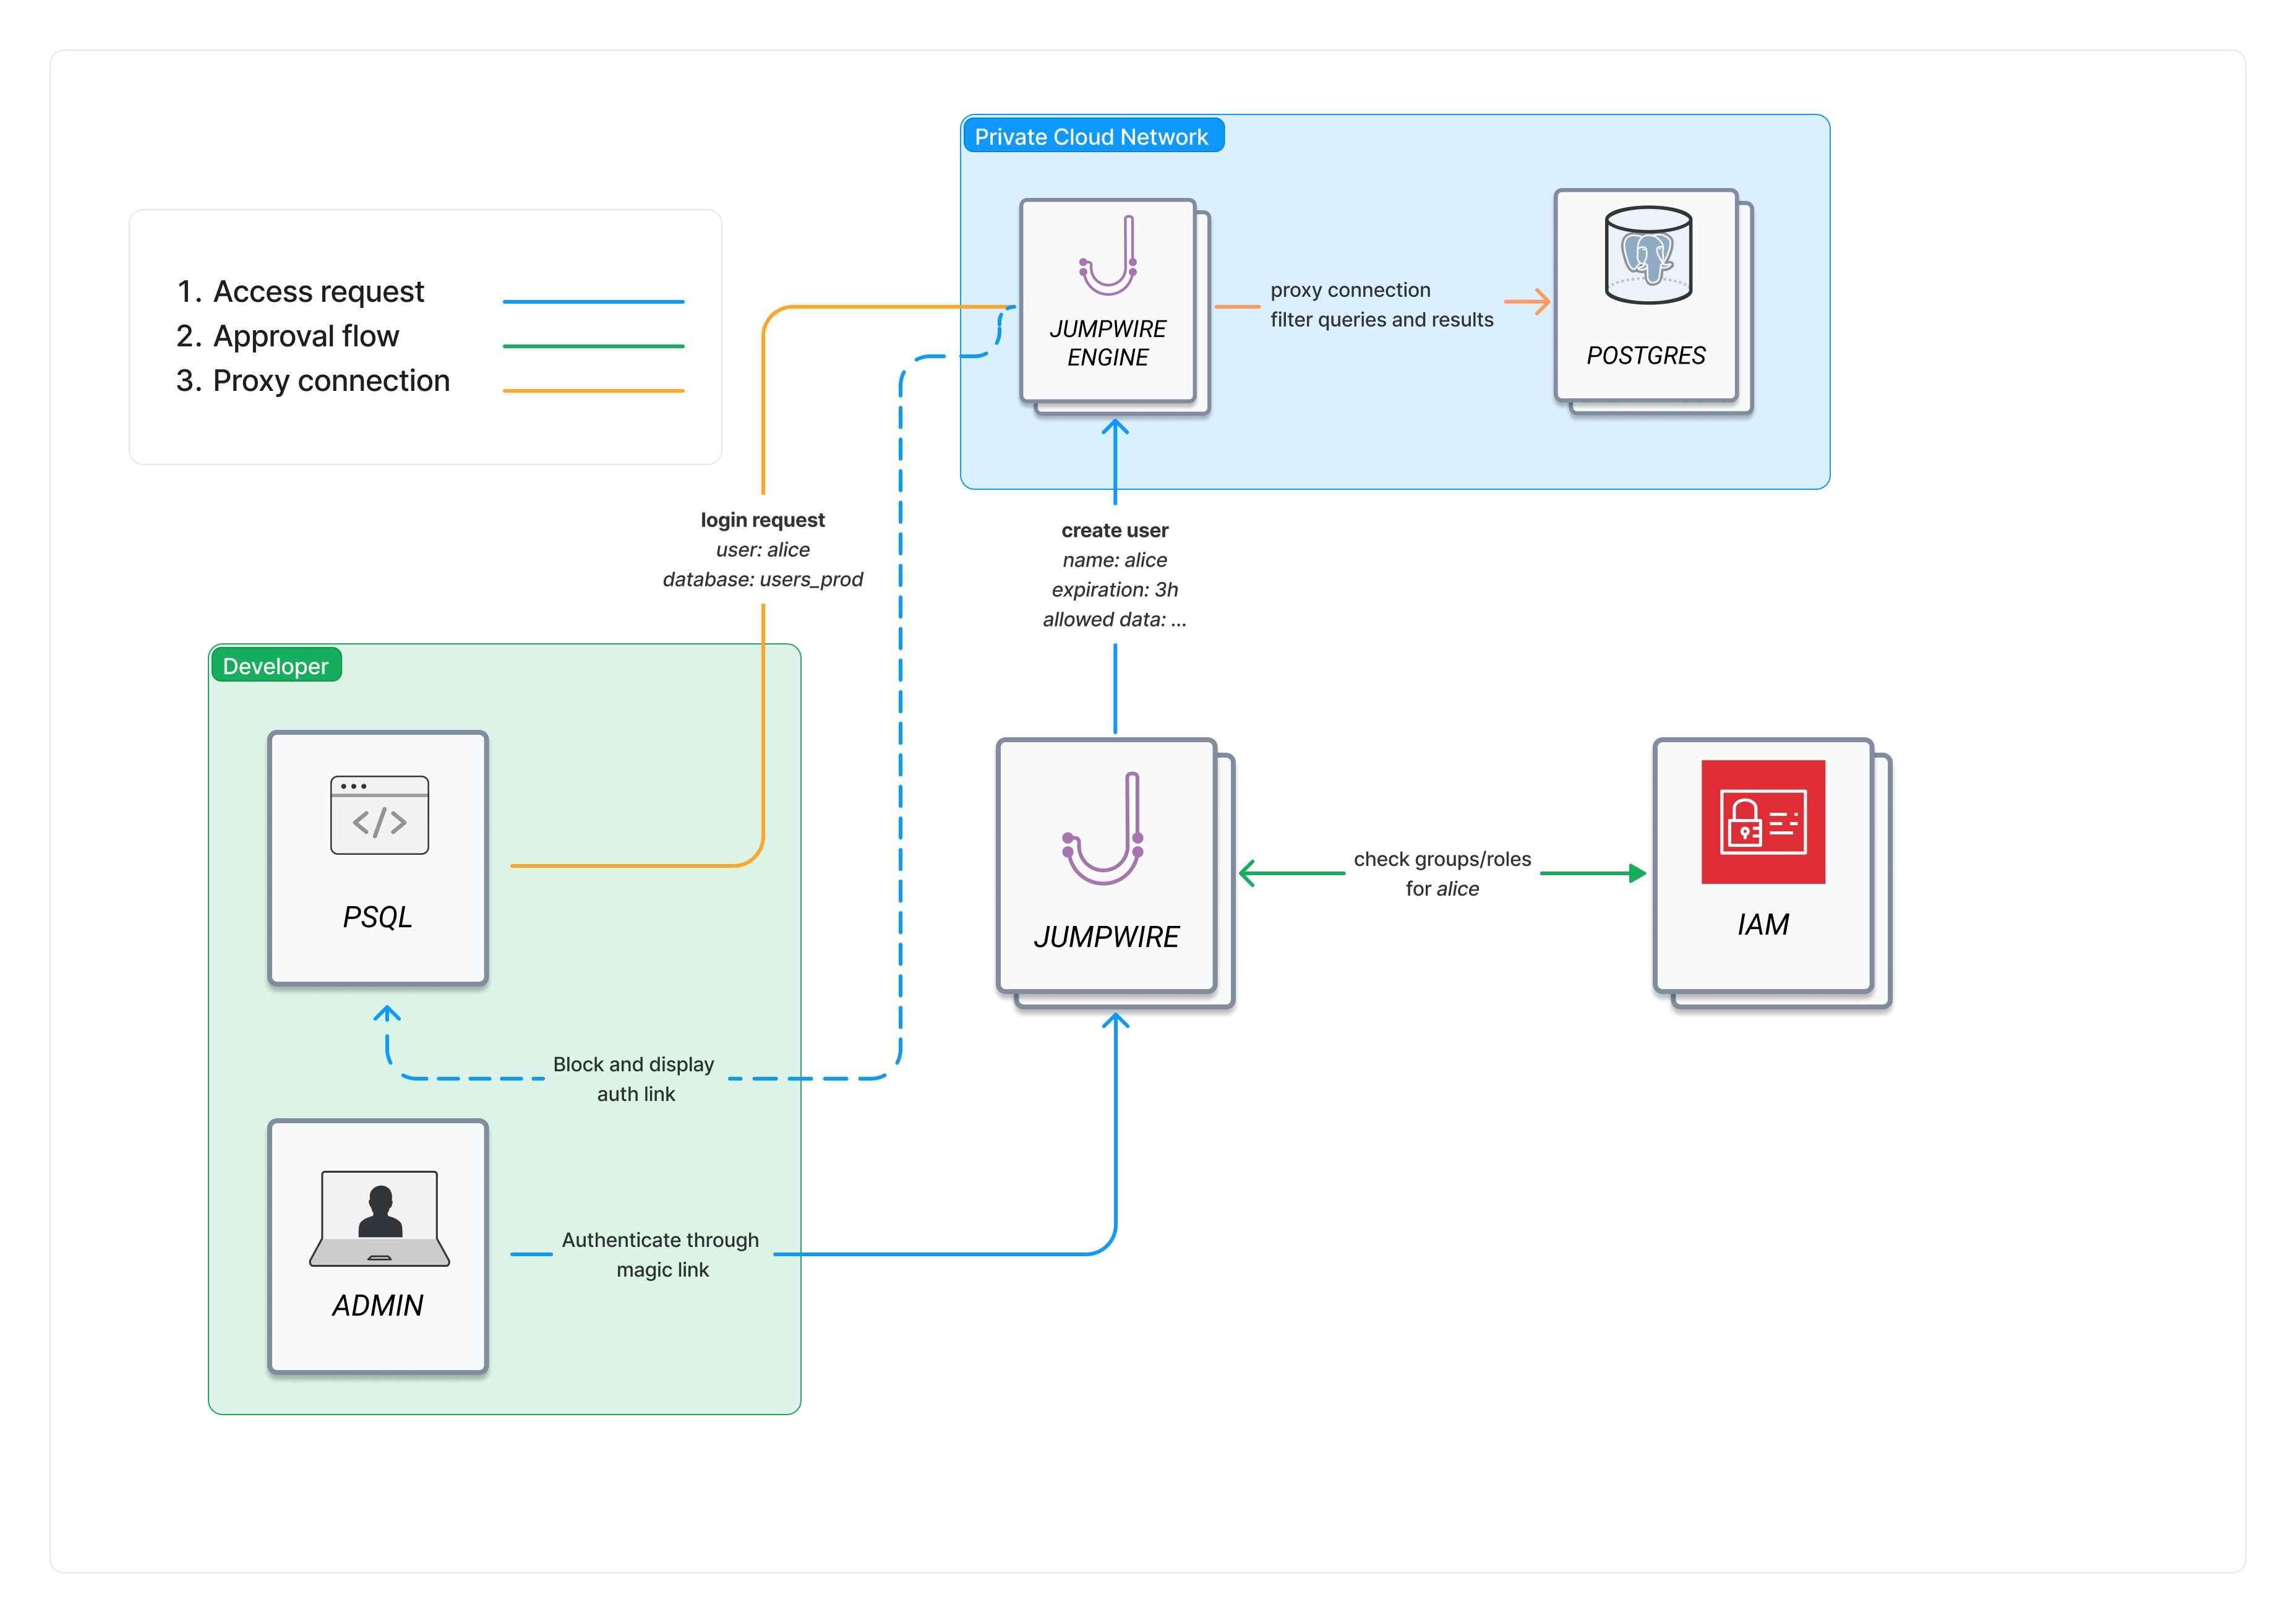 Private Cloud Network
1. Access request
2. Approval flow
3. Proxy connection
JUMPWIRE
ENGINE
proxy connection
filter queries and results
POSTGRES
login request
user: alice
database: users_prod
create user
name: alice
expiration: 3h
allowed data: ...
Developer
PSQL
JUMPWIRE
check groups/roles
for alice
IAM
Block and display
auth link
Authenticate through
magic link
ADMIN